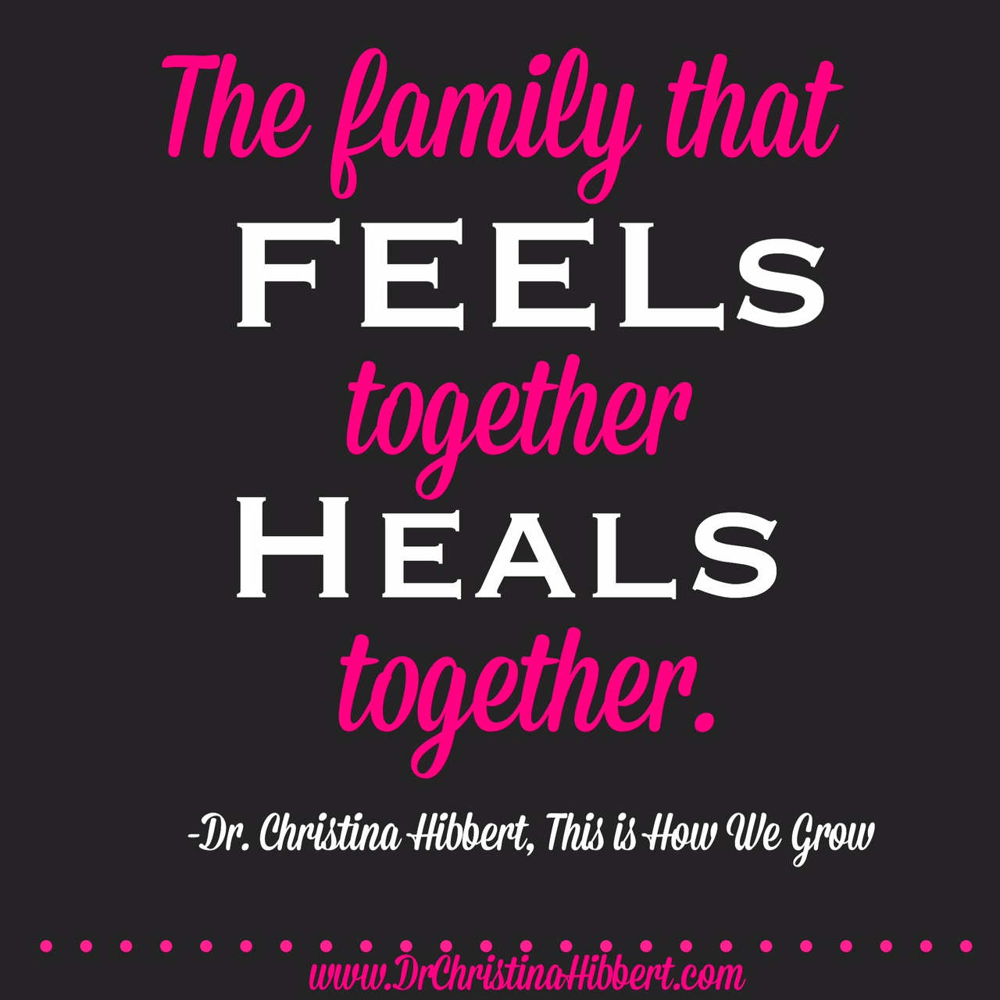 The family that
FEELS
together
HEALS
together.
-Dr. Christina Hibbert, This is How We Grow
www.DrChristinaHibbert.com